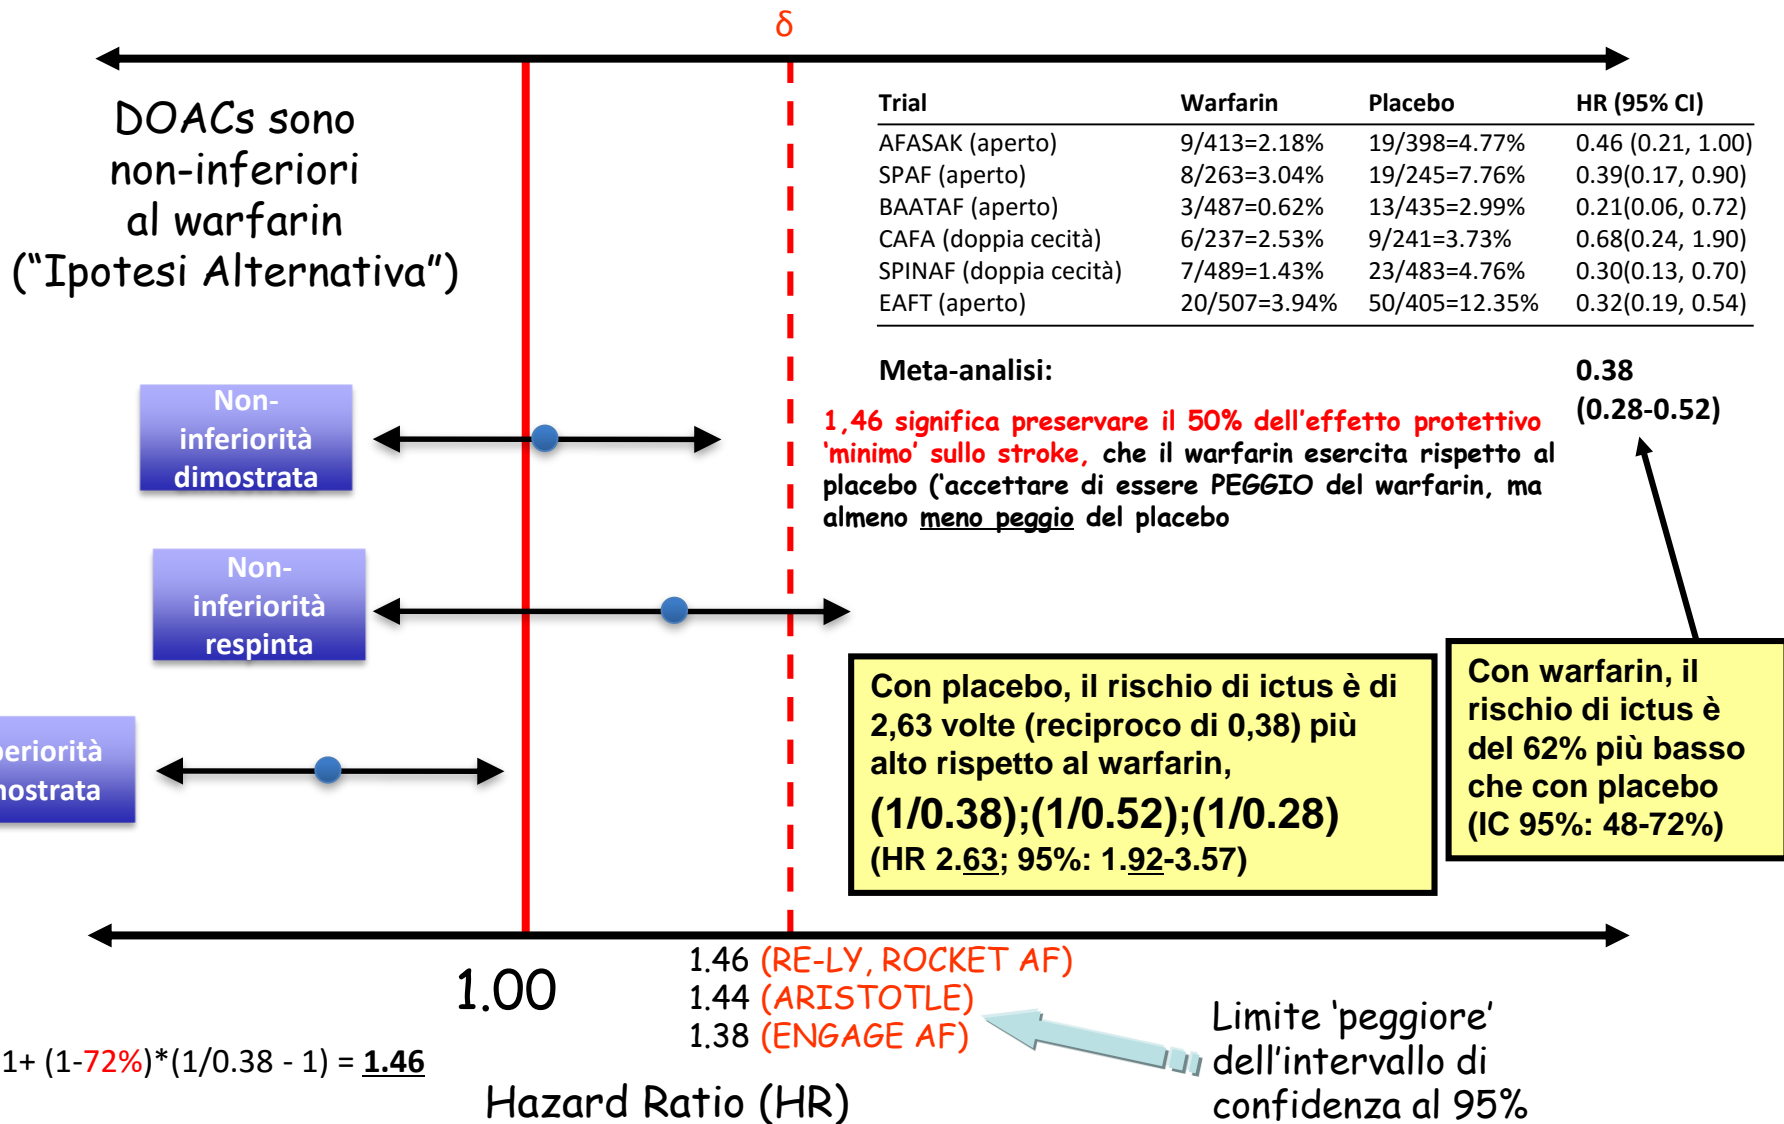 δ
DOACs sono
non-inferiori
al warfarin
(“Ipotesi Alternativa”)
Trial Warfarin Placebo HR (95% CI)
AFASAK (aperto) 9/413=2.18% 19/398=4.77% 0.46 (0.21, 1.00)
SPAF (aperto) 8/263=3.04% 19/245=7.76% 0.39(0.17, 0.90)
BAATAF (aperto) 3/487=0.62% 13/435=2.99% 0.21(0.06, 0.72)
CAFA (doppia cecità) 6/237=2.53% 9/241=3.73% 0.68(0.24, 1.90)
SPINAF (doppia cecità) 7/489=1.43% 23/483=4.76% 0.30(0.13, 0.70)
EAFT (aperto) 20/507=3.94% 50/405=12.35% 0.32(0.19, 0.54)
Meta-analisi: 0.38
(0.28-0.52)
Non-
inferiorità
dimostrata
1,46 significa preservare il 50% dell’effetto protettivo
‘minimo’ sullo stroke, che il warfarin esercita rispetto al
placebo (‘accettare di essere PEGGIO del warfarin, ma
almeno meno peggio del placebo
Non-
inferiorità
respinta
periorità
nostrata
Con placebo, il rischio di ictus è di
2,63 volte (reciproco di 0,38) più
alto rispetto al warfarin,
(1/0.38);(1/0.52);(1/0.28)
(HR 2.63; 95%: 1.92-3.57)
Con warfarin, il
rischio di ictus è
del 62% più basso
che con placebo
(IC 95%: 48-72%)
1.00
1.46 (RE-LY, ROCKET AF)
1.44 (ARISTOTLE)
1.38 (ENGAGE AF)
Limite ‘peggiore’
dell’intervallo di
confidenza al 95%
1+ (1-72%)*(1/0.38 - 1) = 1.46
Hazard Ratio (HR)